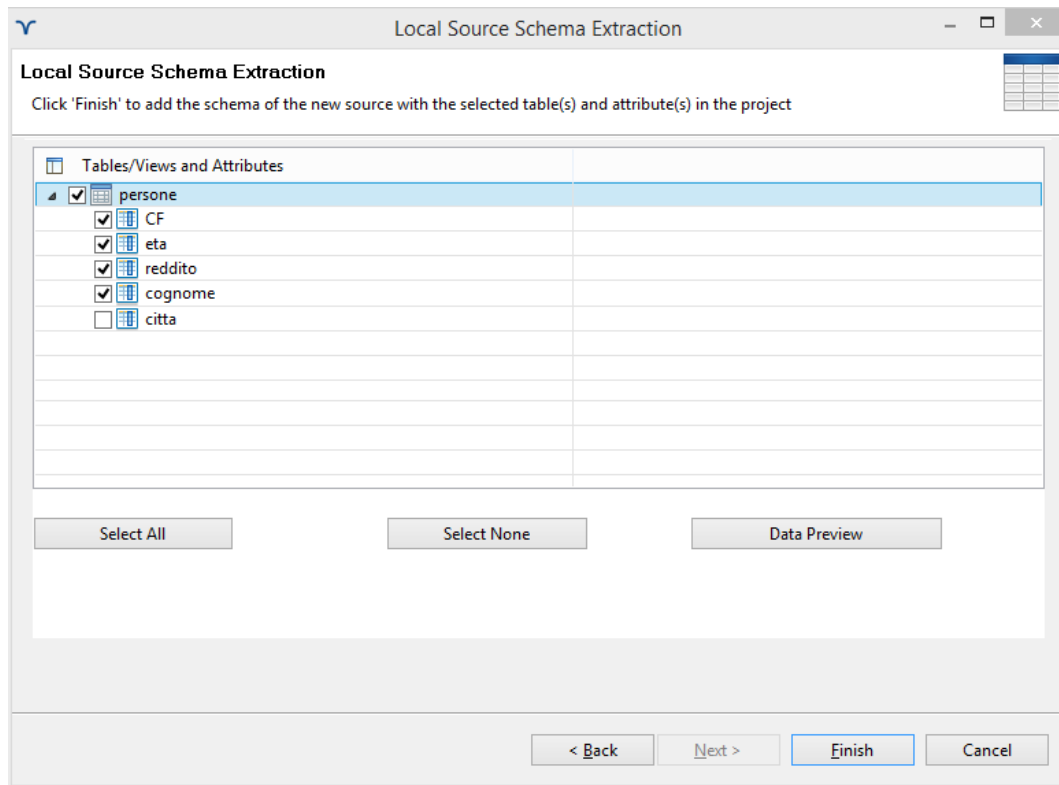 Local Source Schema Extraction
Local Source Schema Extraction
Click 'Finish' to add the schema of the new source with the selected table(s) and attribute(s) in the project
Tables/Views and Attributes
persone
CF
eta
reddito
cognome
citta
Select All Select None Data Preview
< Back Next > Finish Cancel